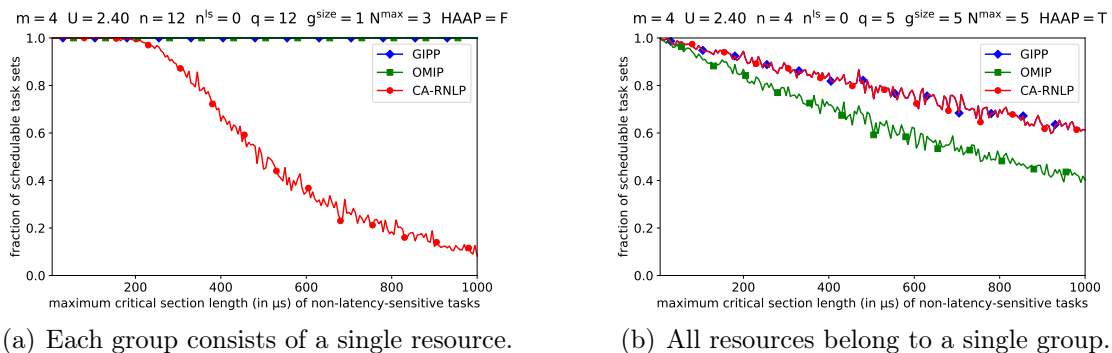 m = 4 U = 2.40 n = 12 n^ls = 0 q = 12 g^size = 1 N^max = 3 HAAP = F
fraction of schedulable task sets
1.0
0.8
0.6
0.4
0.2
0.0
GIPP
OMIP
CA-RNLP
200 400 600 800 1000
maximum critical section length (in µs) of non-latency-sensitive tasks
(a) Each group consists of a single resource.
m = 4 U = 2.40 n = 4 n^ls = 0 q = 5 g^size = 5 N^max = 5 HAAP = T
fraction of schedulable task sets
1.0
0.8
0.6
0.4
0.2
0.0
GIPP
OMIP
CA-RNLP
200 400 600 800 1000
maximum critical section length (in µs) of non-latency-sensitive tasks
(b) All resources belong to a single group.